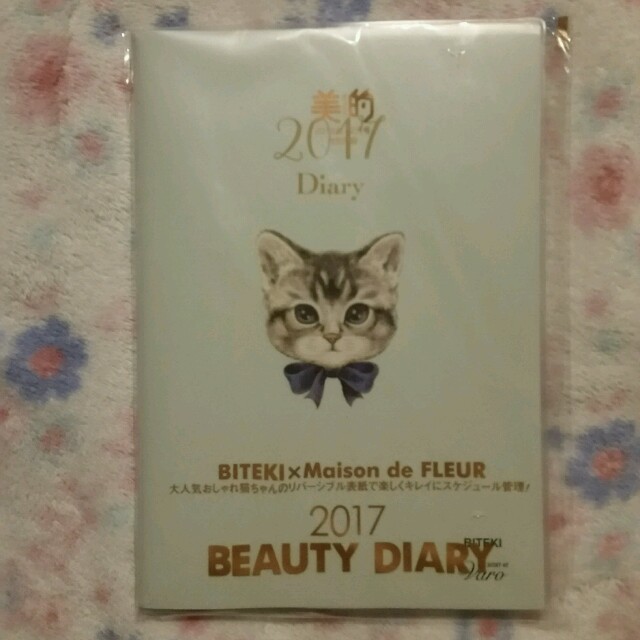 美的
2017
Diary
BITEKI×Maison de FLEUR
大人気おしゃれ猫ちゃんのリバーシブル表紙で楽しくキレイにスケジュール管理!
2017
BEAUTY DIARY
BITEKI
Varo